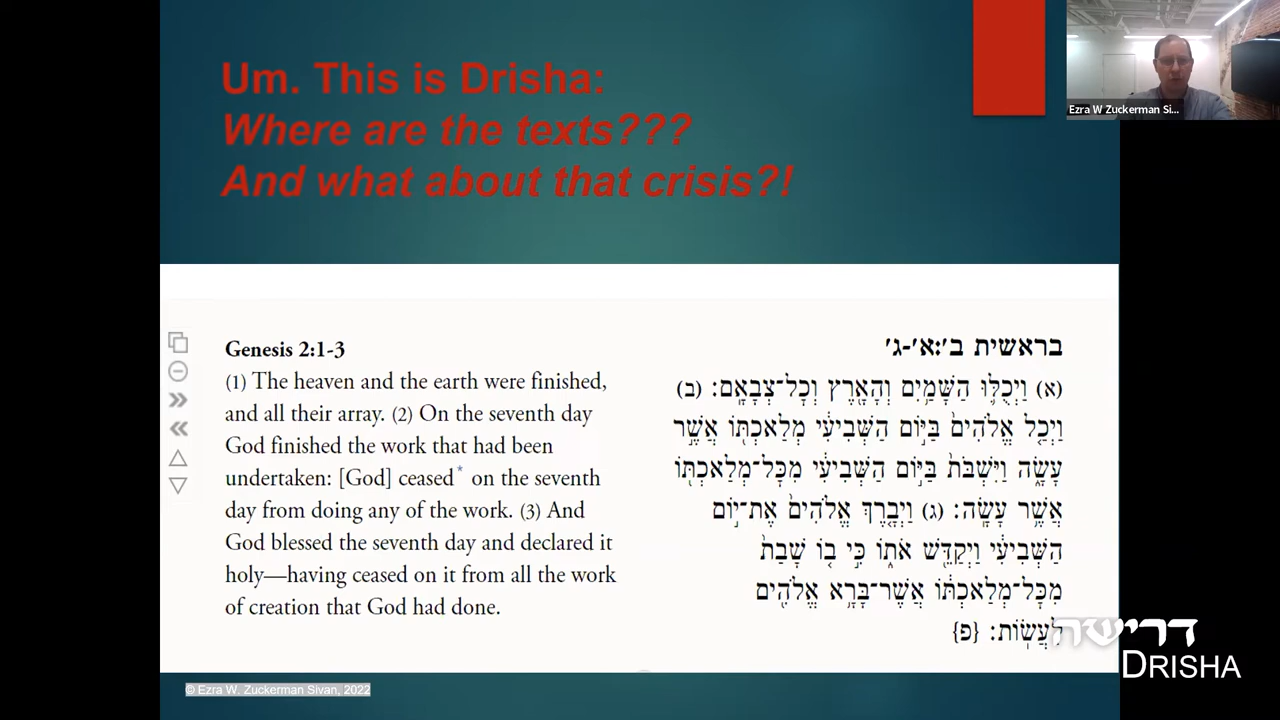 Um. This is Drisha:
Where are the texts???
And what about that crisis?!
Ezra W Zuckerman Si...
Genesis 2:1-3
(1) The heaven and the earth were finished,
and all their array. (2) On the seventh day
God finished the work that had been
undertaken: [God] ceased* on the seventh
day from doing any of the work. (3) And
God blessed the seventh day and declared it
holy—having ceased on it from all the work
of creation that God had done.
בראשית ב׳:א׳-ג׳
(א) וַיְכֻלּ֛וּ הַשָּׁמַ֥יִם וְהָאָ֖רֶץ וְכׇל־צְבָאָֽם׃ (ב)
וַיְכַ֤ל אֱלֹהִים֙ בַּיּ֣וֹם הַשְּׁבִיעִ֔י מְלַאכְתּ֖וֹ אֲשֶׁ֣ר
עָשָׂ֑ה וַיִּשְׁבֹּת֙ בַּיּ֣וֹם הַשְּׁבִיעִ֔י מִכׇּל־מְלַאכְתּ֖וֹ
אֲשֶׁ֥ר עָשָֽׂה׃ (ג) וַיְבָ֤רֶךְ אֱלֹהִים֙ אֶת־י֣וֹם
הַשְּׁבִיעִ֔י וַיְקַדֵּ֖שׁ אֹת֑וֹ כִּ֣י ב֤וֹ שָׁבַת֙
מִכׇּל־מְלַאכְתּ֔וֹ אֲשֶׁר־בָּרָ֥א אֱלֹהִ֖ים
לַעֲשֽׂוֹת׃ {פ}
© Ezra W. Zuckerman Sivan, 2022
דרישה
DRISHA